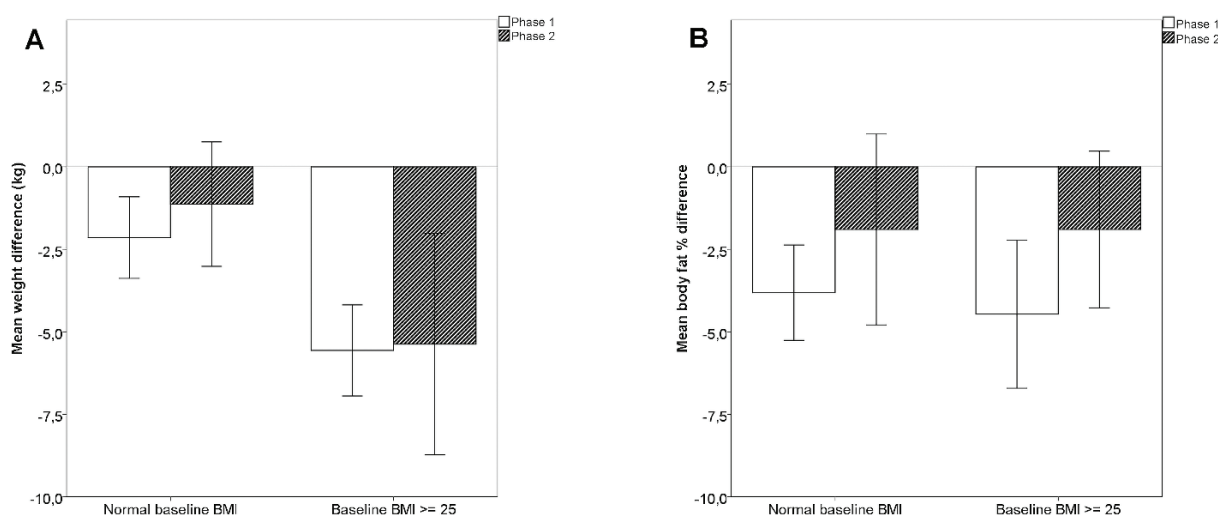 A
Phase 1
Phase 2
Mean weight difference (kg)
2,5
0,0
-2,5
-5,0
-7,5
-10,0
Normal baseline BMI
Baseline BMI >= 25
B
Phase 1
Phase 2
Mean body fat % difference
2,5
0,0
-2,5
-5,0
-7,5
-10,0
Normal baseline BMI
Baseline BMI >= 25